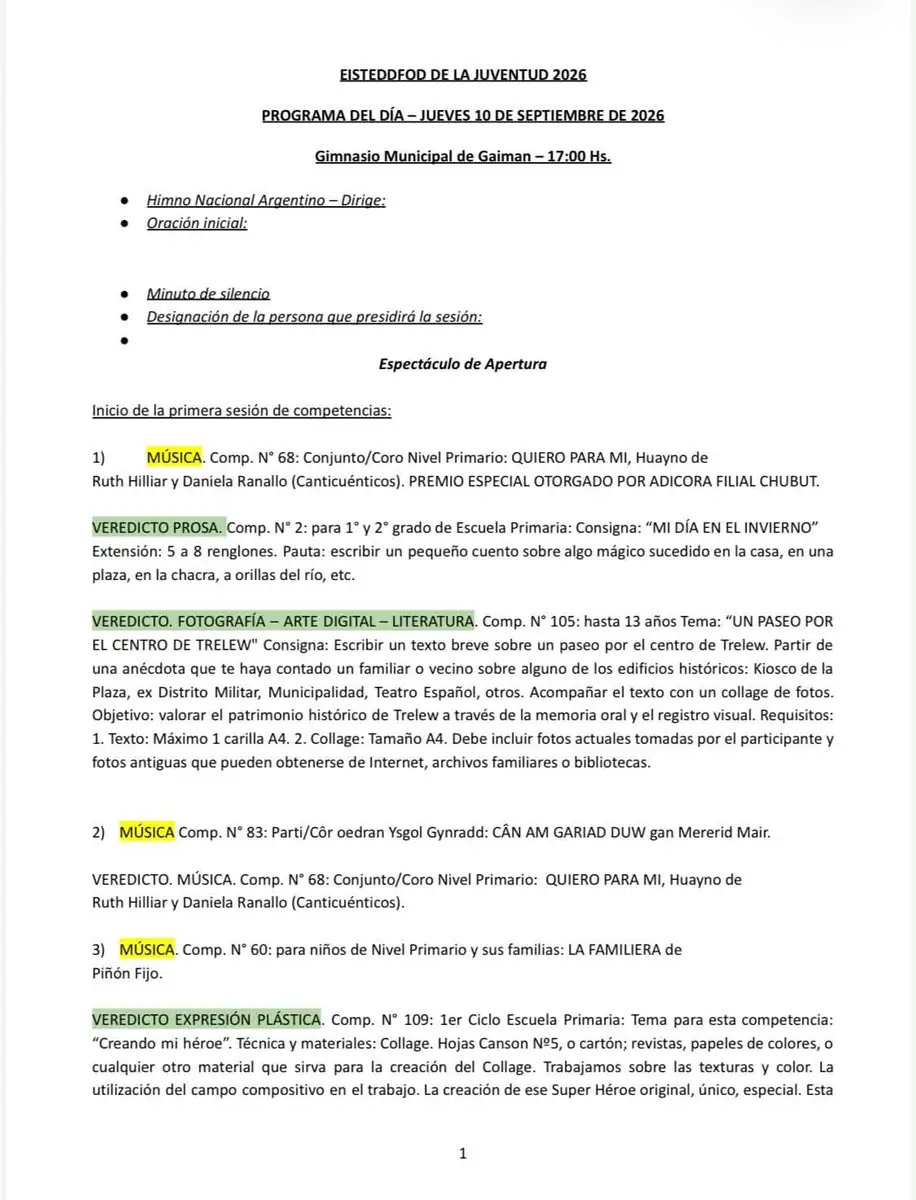 EISTEDDFOD DE LA JUVENTUD 2026
PROGRAMA DEL DÍA – JUEVES 10 DE SEPTIEMBRE DE 2026
Gimnasio Municipal de Gaiman – 17:00 Hs.
● Himno Nacional Argentino – Dirige:
● Oración inicial:
● Minuto de silencio
● Designación de la persona que presidirá la sesión:
●
Espectáculo de Apertura
Inicio de la primera sesión de competencias:
1) MÚSICA. Comp. N° 68: Conjunto/Coro Nivel Primario: QUIERO PARA MI, Huayno de
Ruth Hilliar y Daniela Ranallo (Canticuénticos). PREMIO ESPECIAL OTORGADO POR ADICORA FILIAL CHUBUT.
VEREDICTO PROSA. Comp. N° 2: para 1° y 2° grado de Escuela Primaria: Consigna: “MI DÍA EN EL INVIERNO”
Extensión: 5 a 8 renglones. Pauta: escribir un pequeño cuento sobre algo mágico sucedido en la casa, en una
plaza, en la chacra, a orillas del río, etc.
VEREDICTO. FOTOGRAFÍA – ARTE DIGITAL – LITERATURA. Comp. N° 105: hasta 13 años Tema: “UN PASEO POR
EL CENTRO DE TRELEW" Consigna: Escribir un texto breve sobre un paseo por el centro de Trelew. Partir de
una anécdota que te haya contado un familiar o vecino sobre alguno de los edificios históricos: Kiosco de la
Plaza, ex Distrito Militar, Municipalidad, Teatro Español, otros. Acompañar el texto con un collage de fotos.
Objetivo: valorar el patrimonio histórico de Trelew a través de la memoria oral y el registro visual. Requisitos:
1. Texto: Máximo 1 carilla A4. 2. Collage: Tamaño A4. Debe incluir fotos actuales tomadas por el participante y
fotos antiguas que pueden obtenerse de Internet, archivos familiares o bibliotecas.
2) MÚSICA Comp. N° 83: Parti/Côr oedran Ysgol Gynradd: CÂN AM GARIAD DUW gan Mererid Mair.
VEREDICTO. MÚSICA. Comp. N° 68: Conjunto/Coro Nivel Primario: QUIERO PARA MI, Huayno de
Ruth Hilliar y Daniela Ranallo (Canticuénticos).
3) MÚSICA. Comp. N° 60: para niños de Nivel Primario y sus familias: LA FAMILIERA de
Piñón Fijo.
VEREDICTO EXPRESIÓN PLÁSTICA. Comp. N° 109: 1er Ciclo Escuela Primaria: Tema para esta competencia:
“Creando mi héroe”. Técnica y materiales: Collage. Hojas Canson Nº5, o cartón; revistas, papeles de colores, o
cualquier otro material que sirva para la creación del Collage. Trabajamos sobre las texturas y color. La
utilización del campo compositivo en el trabajo. La creación de ese Super Héroe original, único, especial. Esta
1